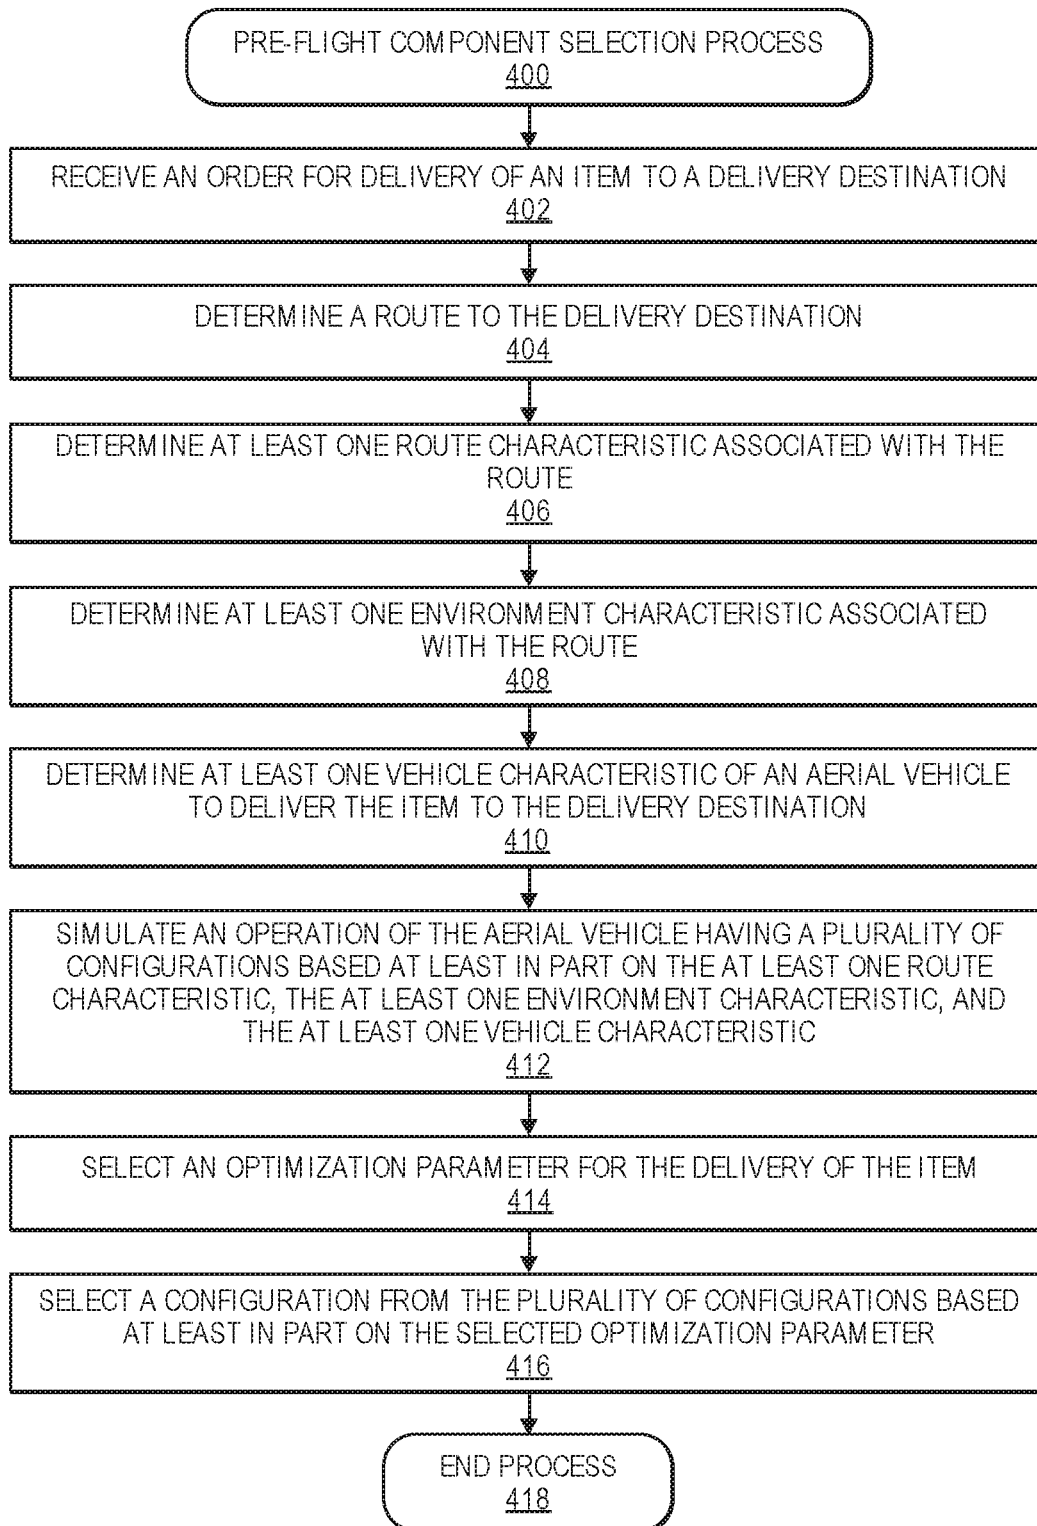 PRE-FLIGHT COMPONENT SELECTION PROCESS
400
RECEIVE AN ORDER FOR DELIVERY OF AN ITEM TO A DELIVERY DESTINATION
402
DETERMINE A ROUTE TO THE DELIVERY DESTINATION
404
DETERMINE AT LEAST ONE ROUTE CHARACTERISTIC ASSOCIATED WITH THE
ROUTE
406
DETERMINE AT LEAST ONE ENVIRONMENT CHARACTERISTIC ASSOCIATED
WITH THE ROUTE
408
DETERMINE AT LEAST ONE VEHICLE CHARACTERISTIC OF AN AERIAL VEHICLE
TO DELIVER THE ITEM TO THE DELIVERY DESTINATION
410
SIMULATE AN OPERATION OF THE AERIAL VEHICLE HAVING A PLURALITY OF
CONFIGURATIONS BASED AT LEAST IN PART ON THE AT LEAST ONE ROUTE
CHARACTERISTIC, THE AT LEAST ONE ENVIRONMENT CHARACTERISTIC, AND
THE AT LEAST ONE VEHICLE CHARACTERISTIC
412
SELECT AN OPTIMIZATION PARAMETER FOR THE DELIVERY OF THE ITEM
414
SELECT A CONFIGURATION FROM THE PLURALITY OF CONFIGURATIONS BASED
AT LEAST IN PART ON THE SELECTED OPTIMIZATION PARAMETER
416
END PROCESS
418